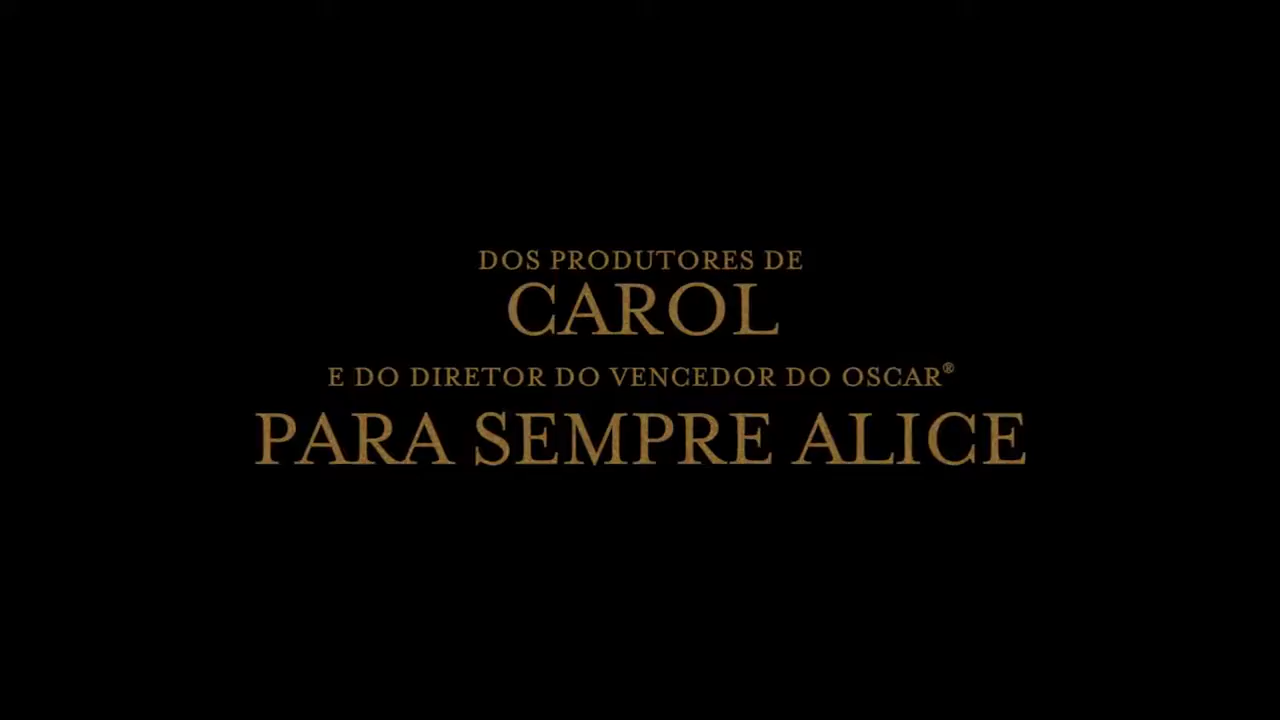 DOS PRODUTORES DE
CAROL
E DO DIRETOR DO VENCEDOR DO OSCAR®
PARA SEMPRE ALICE